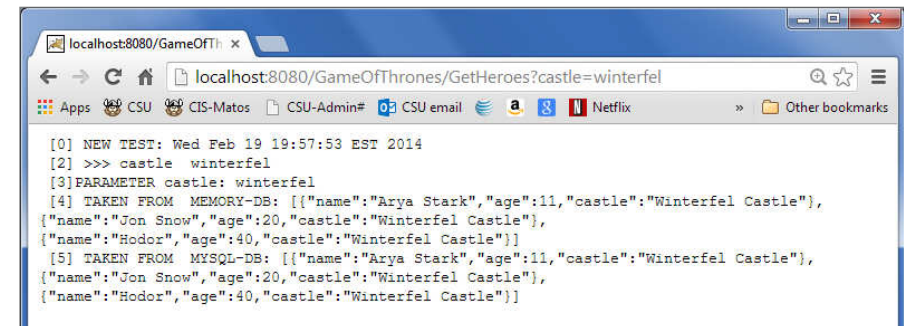 localhost:8080/GameOfTh
localhost:8080/GameOfThrones/GetHeroes?castle=winterfel
Apps CSU CIS-Matos CSU-Admin# CSU email Netflix » Other bookmarks
[0] NEW TEST: Wed Feb 19 19:57:53 EST 2014
[2] >>> castle winterfel
[3]PARAMETER castle: winterfel
[4] TAKEN FROM MEMORY-DB: [{"name":"Arya Stark","age":11,"castle":"Winterfel Castle"},
{"name":"Jon Snow","age":20,"castle":"Winterfel Castle"},
{"name":"Hodor","age":40,"castle":"Winterfel Castle"}]
[5] TAKEN FROM MYSQL-DB: [{"name":"Arya Stark","age":11,"castle":"Winterfel Castle"},
{"name":"Jon Snow","age":20,"castle":"Winterfel Castle"},
{"name":"Hodor","age":40,"castle":"Winterfel Castle"}]